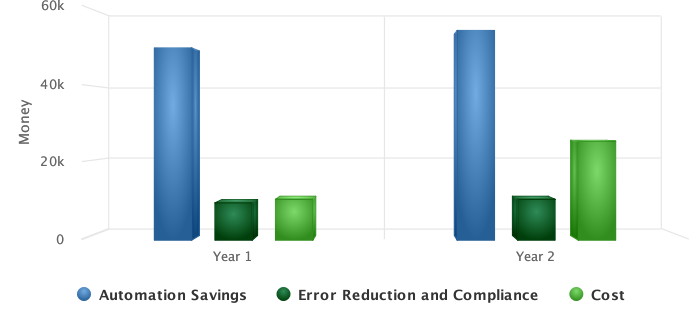 60k
40k
20k
0
Money
Year 1
Year 2
Automation Savings
Error Reduction and Compliance
Cost